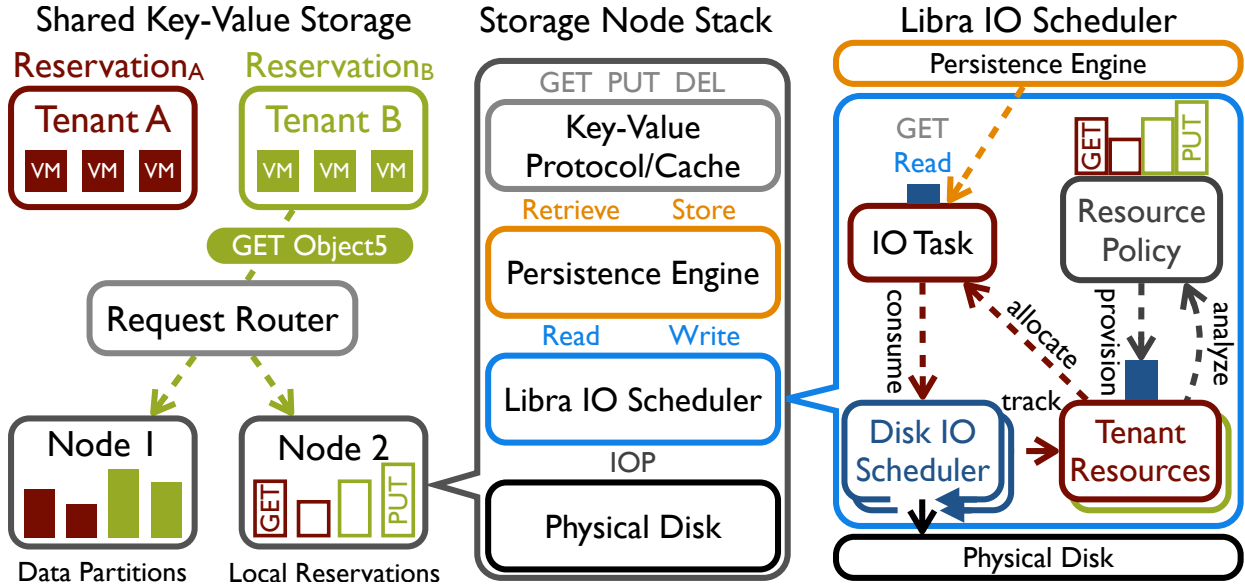 Shared Key-Value Storage
Reservation_A
Reservation_B
Tenant A
VM VM VM
Tenant B
VM VM VM
GET Object5
Request Router
Node 1
Data Partitions
Node 2
GET
PUT
Local Reservations
Storage Node Stack
GET PUT DEL
Key-Value
Protocol/Cache
Retrieve Store
Persistence Engine
Read Write
Libra IO Scheduler
IOP
Physical Disk
Libra IO Scheduler
Persistence Engine
GET
Read
IO Task
GET
PUT
Resource
Policy
consume
allocate
provision
analyze
track
Disk IO
Scheduler
Tenant
Resources
Physical Disk